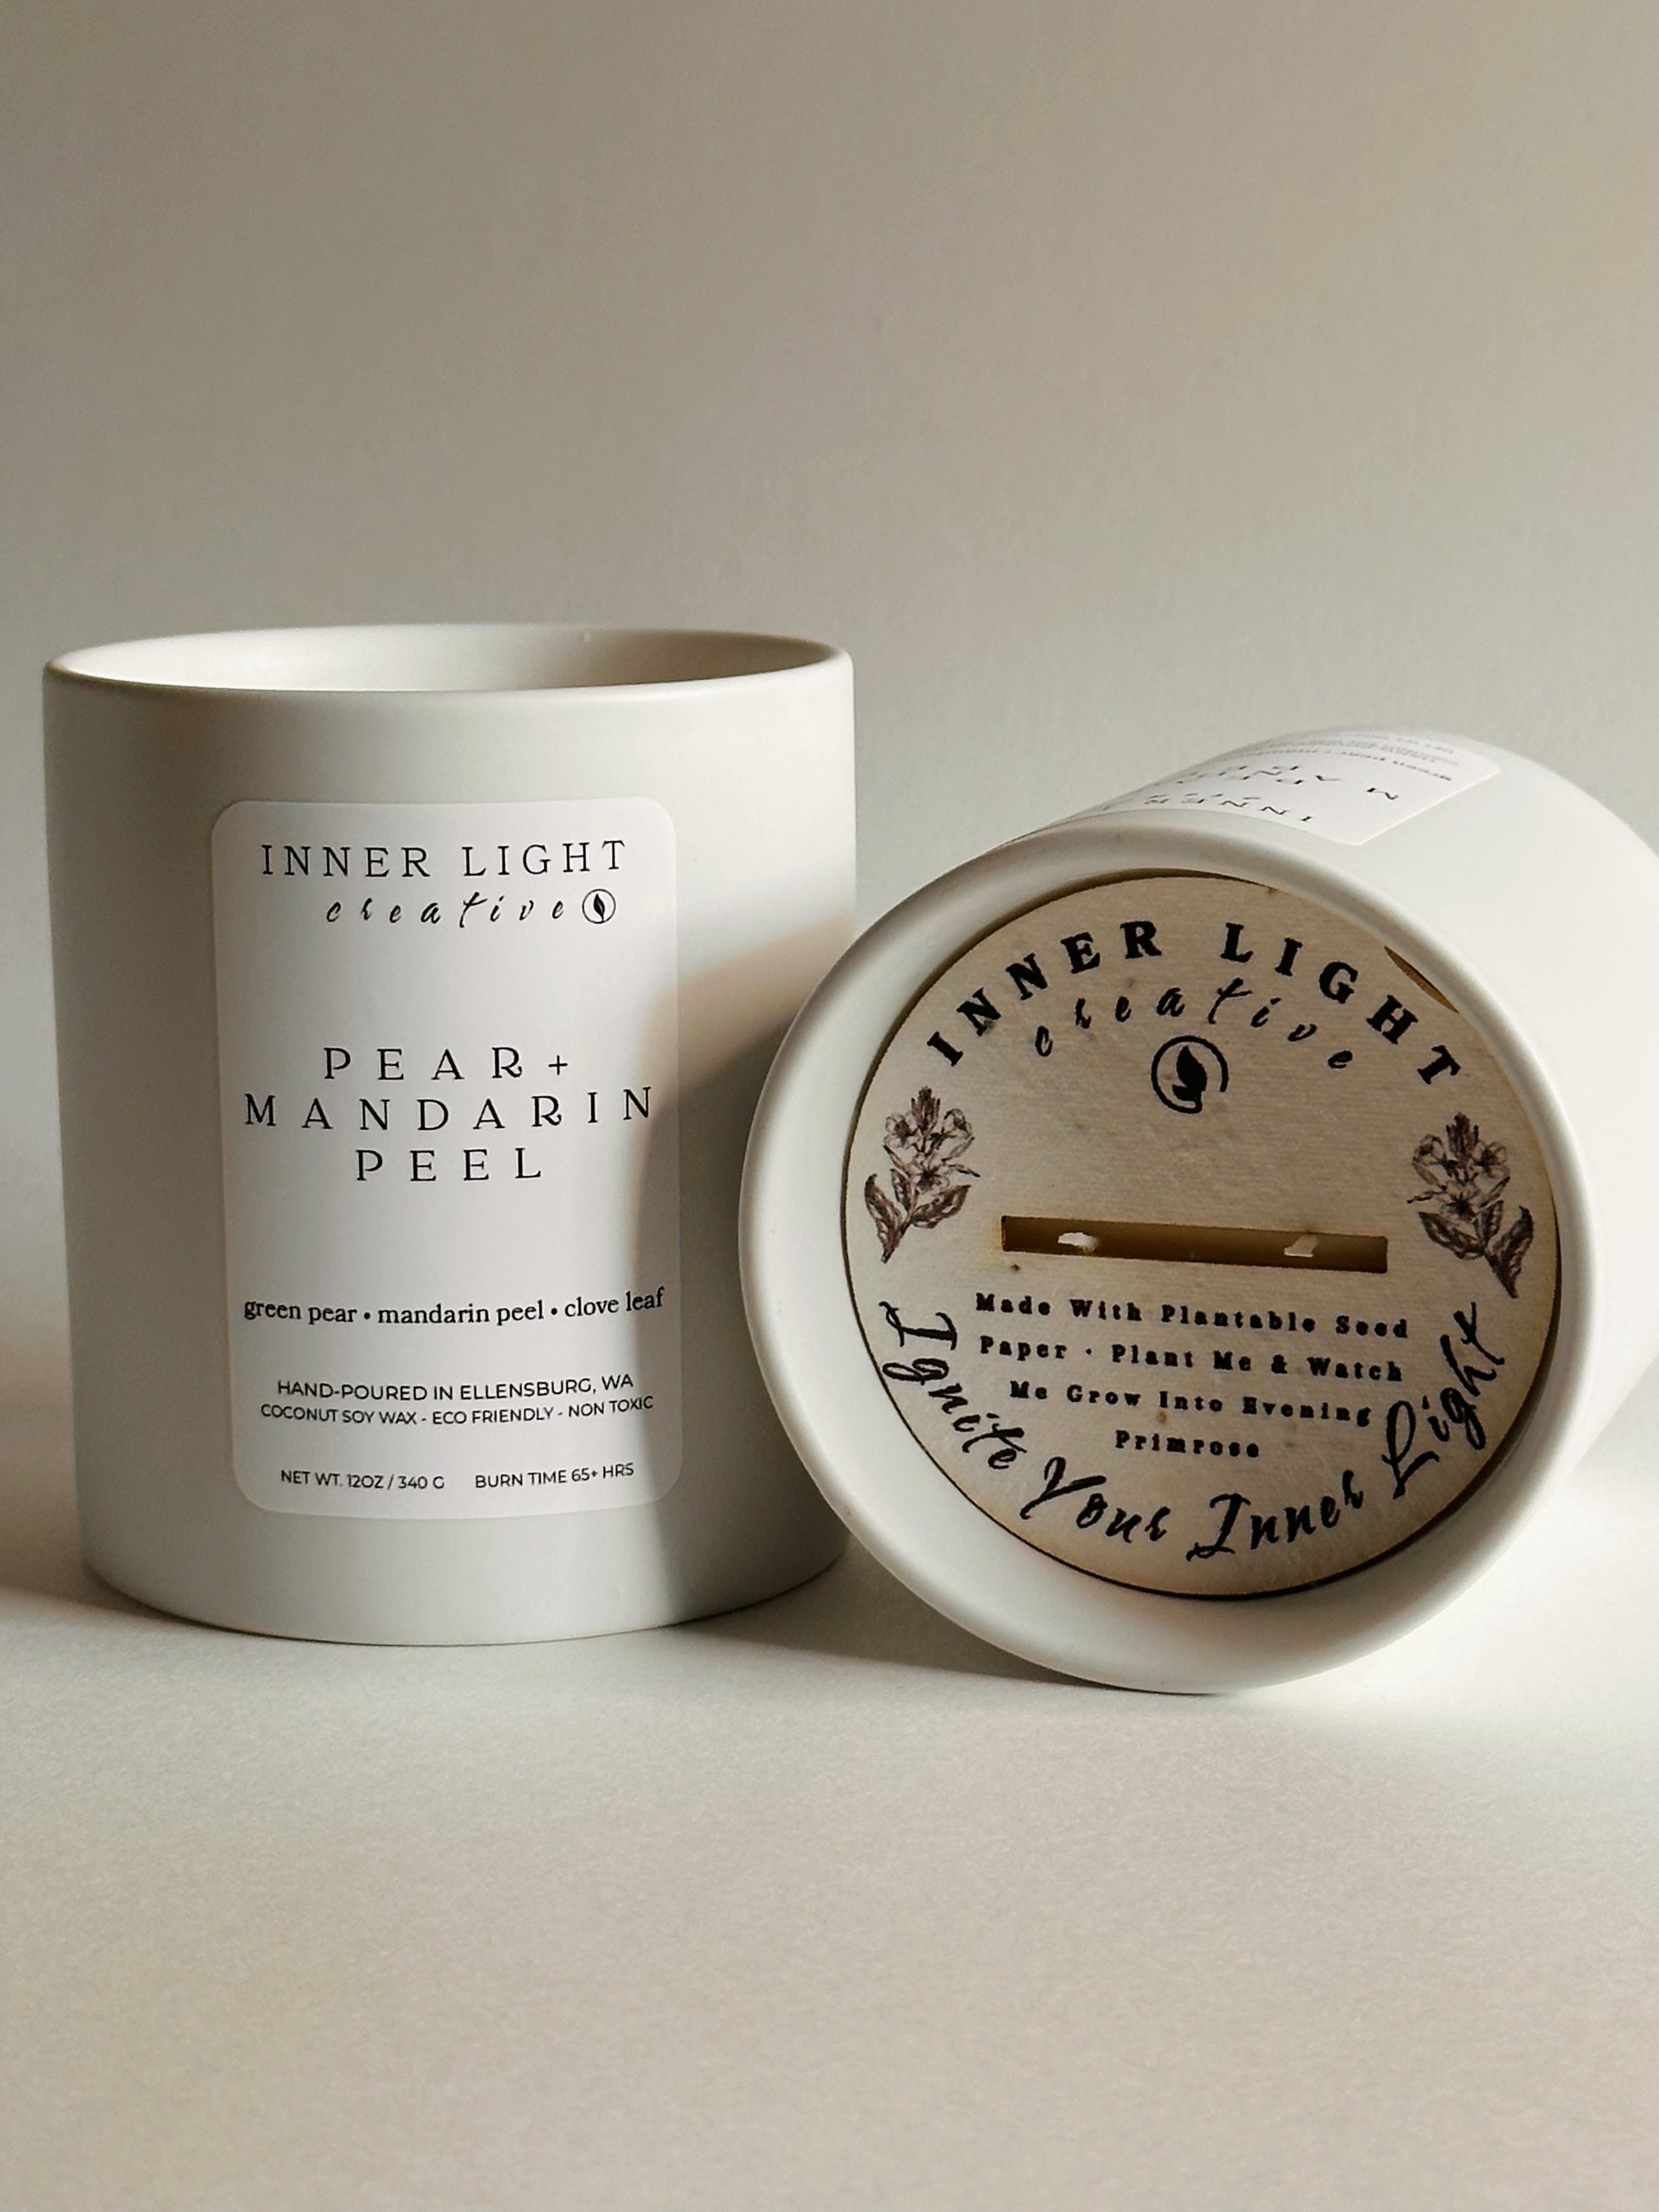 INNER LIGHT
creative
PEAR+
MANDARIN
PEEL
green pear • mandarin peel • clove leaf
HAND-POURED IN ELLENSBURG, WA
COCONUT SOY WAX - ECO FRIENDLY - NON TOXIC
NET WT. 12OZ / 340 G BURN TIME 65+ HRS
INNER LIGHT
creative
Made With Plantable Seed
Paper · Plant Me & Watch
Me Grow Into Evening
Primrose
Ignite Your Inner Light
INNER